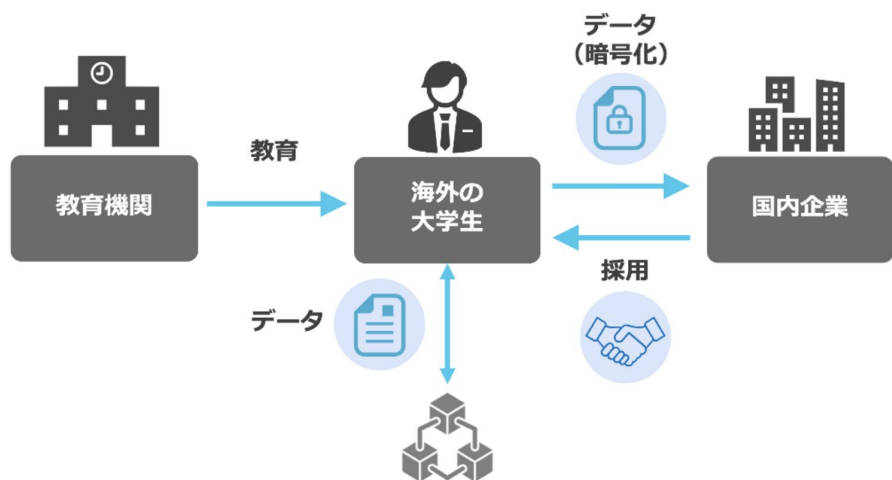 データ
（暗号化）
教育
教育機関
海外の
大学生
国内企業
採用
データ